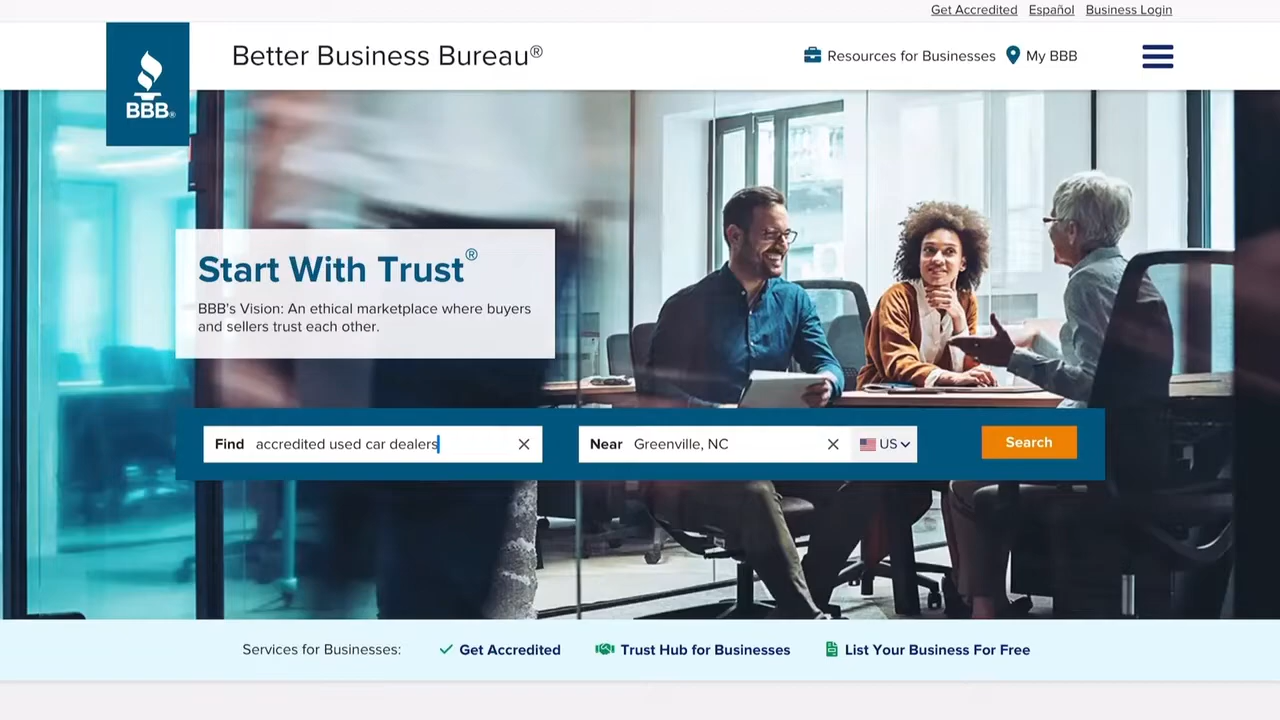 Get Accredited Español Business Login
BBB®
Better Business Bureau®
Resources for Businesses My BBB
Start With Trust®
BBB's Vision: An ethical marketplace where buyers
and sellers trust each other.
Find accredited used car dealers
Near Greenville, NC US
Search
Services for Businesses: Get Accredited Trust Hub for Businesses List Your Business For Free